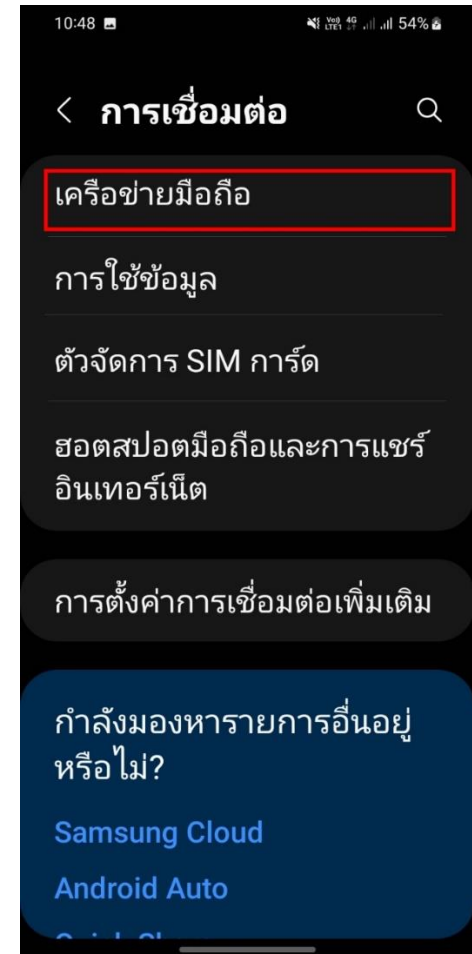 10:48 Vo) LTE1 4G 54%
การเชื่อมต่อ
เครือข่ายมือถือ
การใช้ข้อมูล
ตัวจัดการ SIM การ์ด
ฮอตสปอตมือถือและการแชร์
อินเทอร์เน็ต
การตั้งค่าการเชื่อมต่อเพิ่มเติม
กำลังมองหารายการอื่นอยู่
หรือไม่?
Samsung Cloud
Android Auto